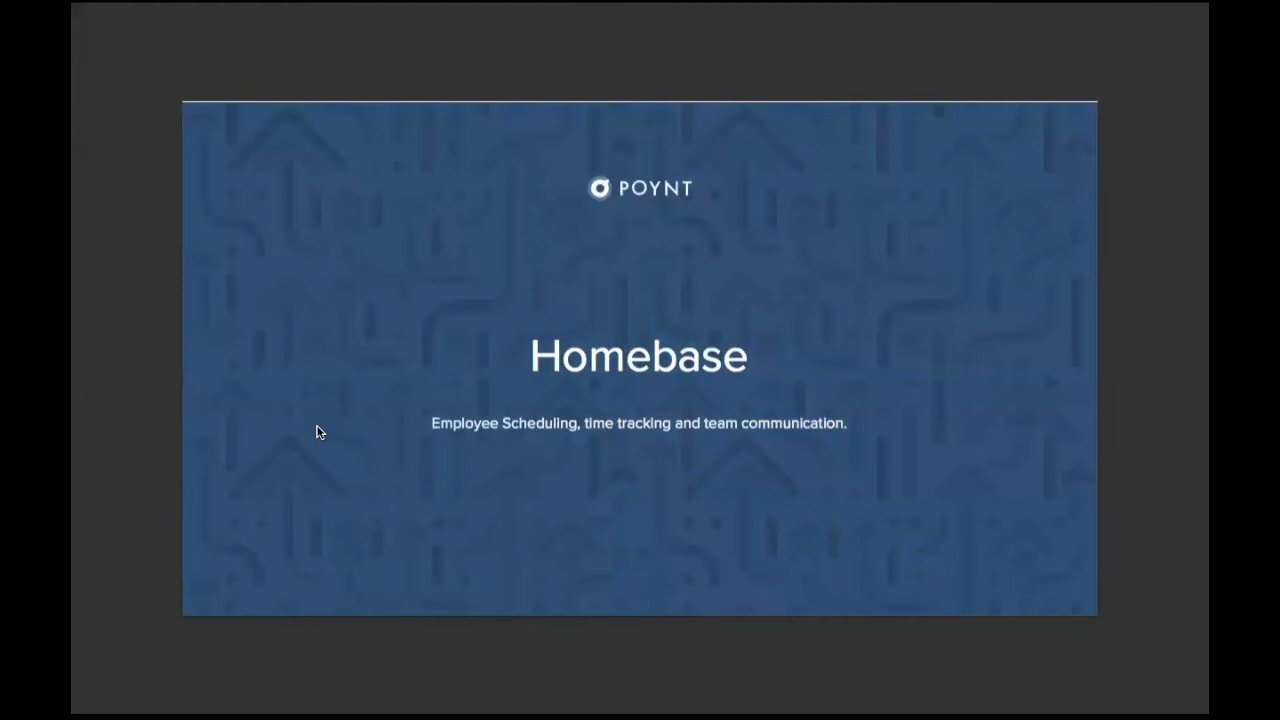 POYNT
Homebase
Employee Scheduling, time tracking and team communication.